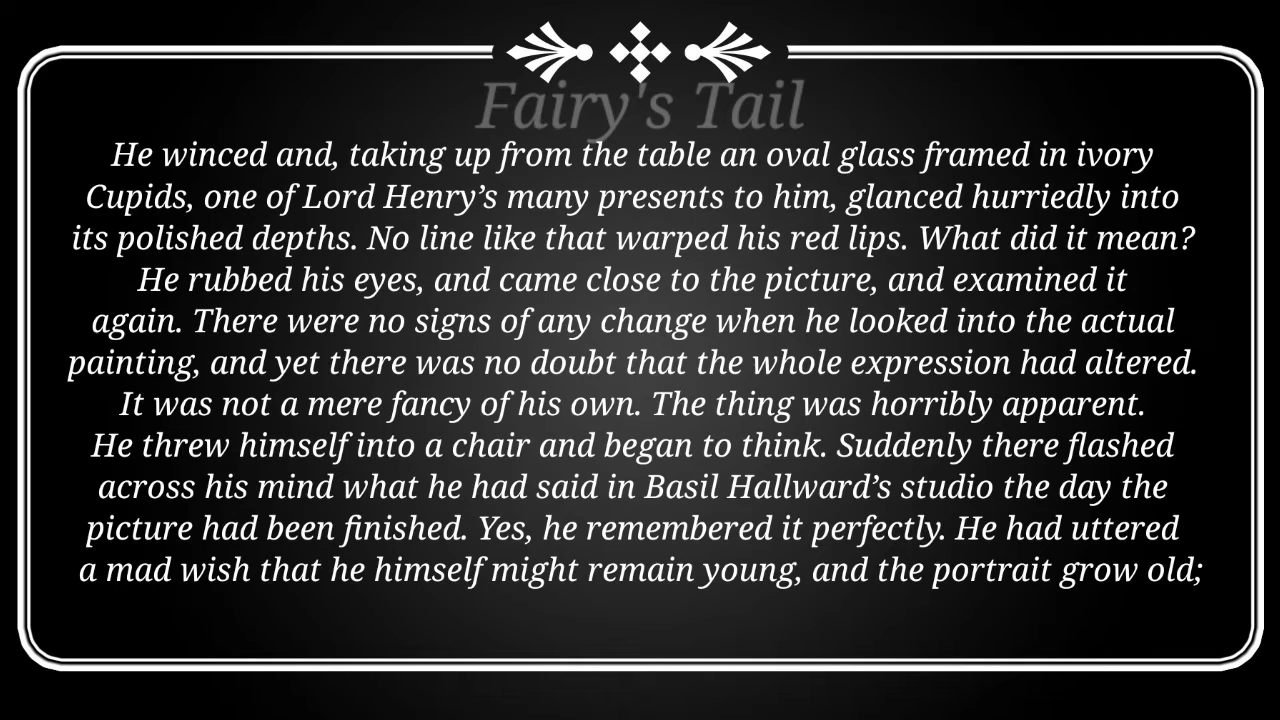 Fairy's Tail
He winced and, taking up from the table an oval glass framed in ivory
Cupids, one of Lord Henry’s many presents to him, glanced hurriedly into
its polished depths. No line like that warped his red lips. What did it mean?
He rubbed his eyes, and came close to the picture, and examined it
again. There were no signs of any change when he looked into the actual
painting, and yet there was no doubt that the whole expression had altered.
It was not a mere fancy of his own. The thing was horribly apparent.
He threw himself into a chair and began to think. Suddenly there flashed
across his mind what he had said in Basil Hallward’s studio the day the
picture had been finished. Yes, he remembered it perfectly. He had uttered
a mad wish that he himself might remain young, and the portrait grow old;